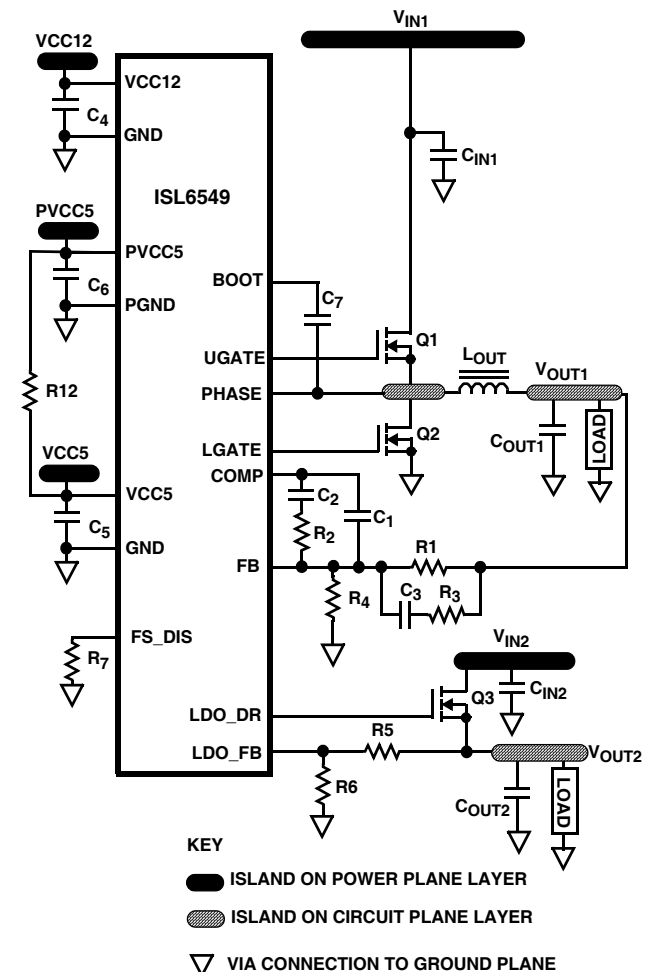 VIN1
VCC12
VCC12
C4
GND
CIN1
ISL6549
PVCC5
PVCC5
C6
PGND
BOOT
C7
Q1
UGATE
LOUT
VOUT1
PHASE
R12
Q2
COUT1
LOAD
LGATE
VCC5
COMP
VCC5
C2
C1
C5
R2
GND
R1
FB
C3
R3
R4
FS_DIS
VIN2
R7
Q3
CIN2
LDO_DR
R5
LDO_FB
VOUT2
R6
COUT2
LOAD
KEY
ISLAND ON POWER PLANE LAYER
ISLAND ON CIRCUIT PLANE LAYER
VIA CONNECTION TO GROUND PLANE